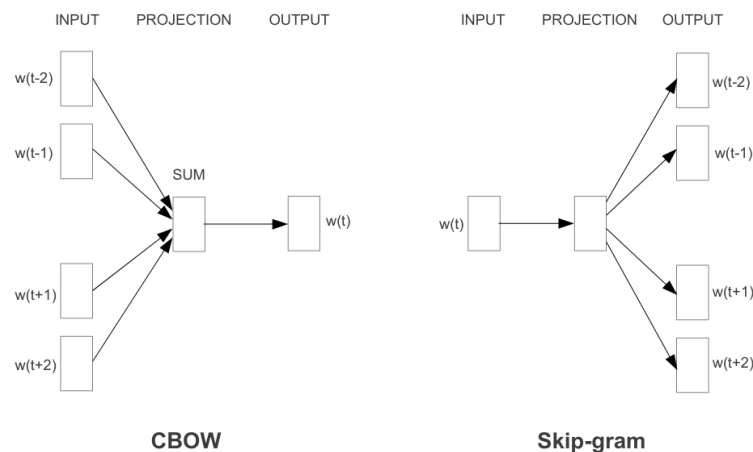 INPUT PROJECTION OUTPUT
w(t-2)
w(t-1)
SUM
w(t)
w(t+1)
w(t+2)
CBOW
INPUT PROJECTION OUTPUT
w(t-2)
w(t-1)
w(t)
w(t+1)
w(t+2)
Skip-gram